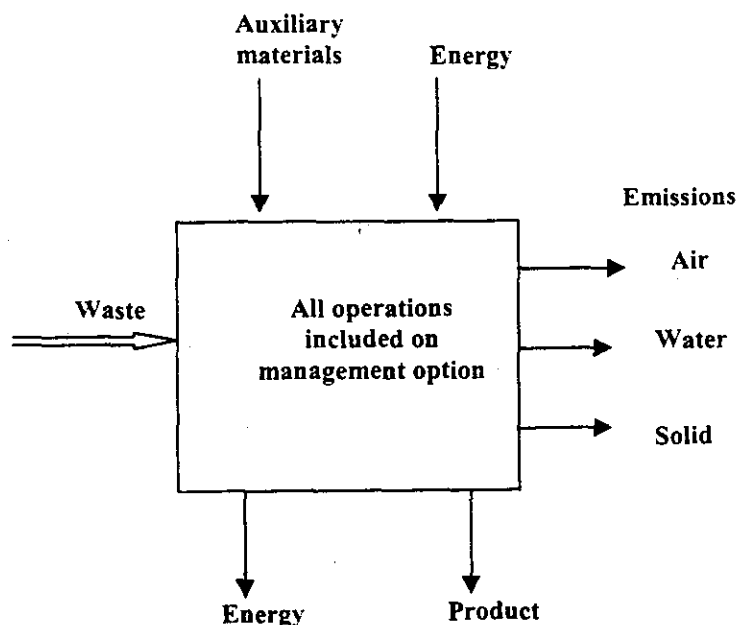 Auxiliary
materials
Energy
Emissions
Air
Waste
All operations
included on
management option
Water
Solid
Energy
Product